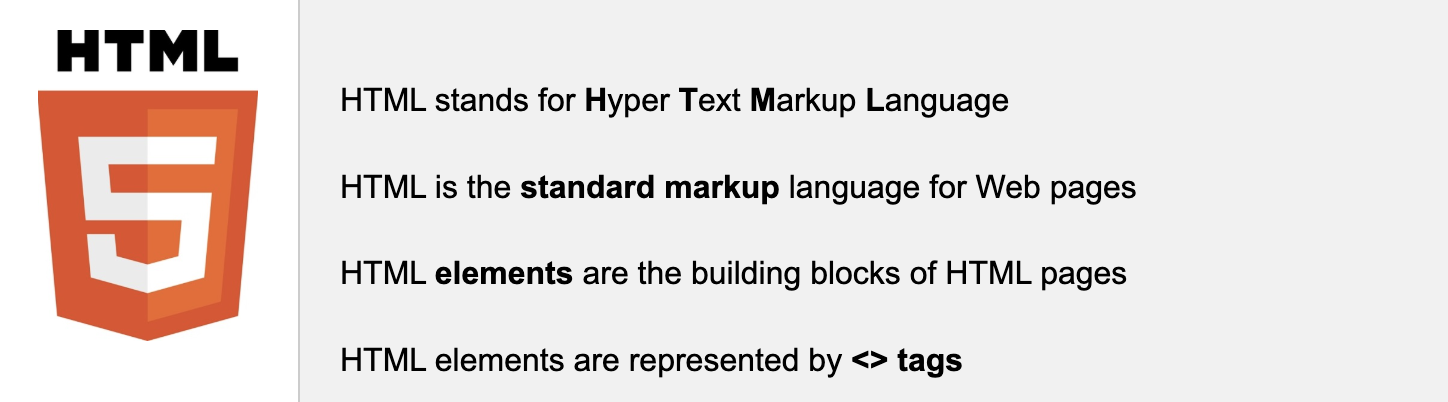 HTML
5
HTML stands for Hyper Text Markup Language
HTML is the standard markup language for Web pages
HTML elements are the building blocks of HTML pages
HTML elements are represented by <> tags